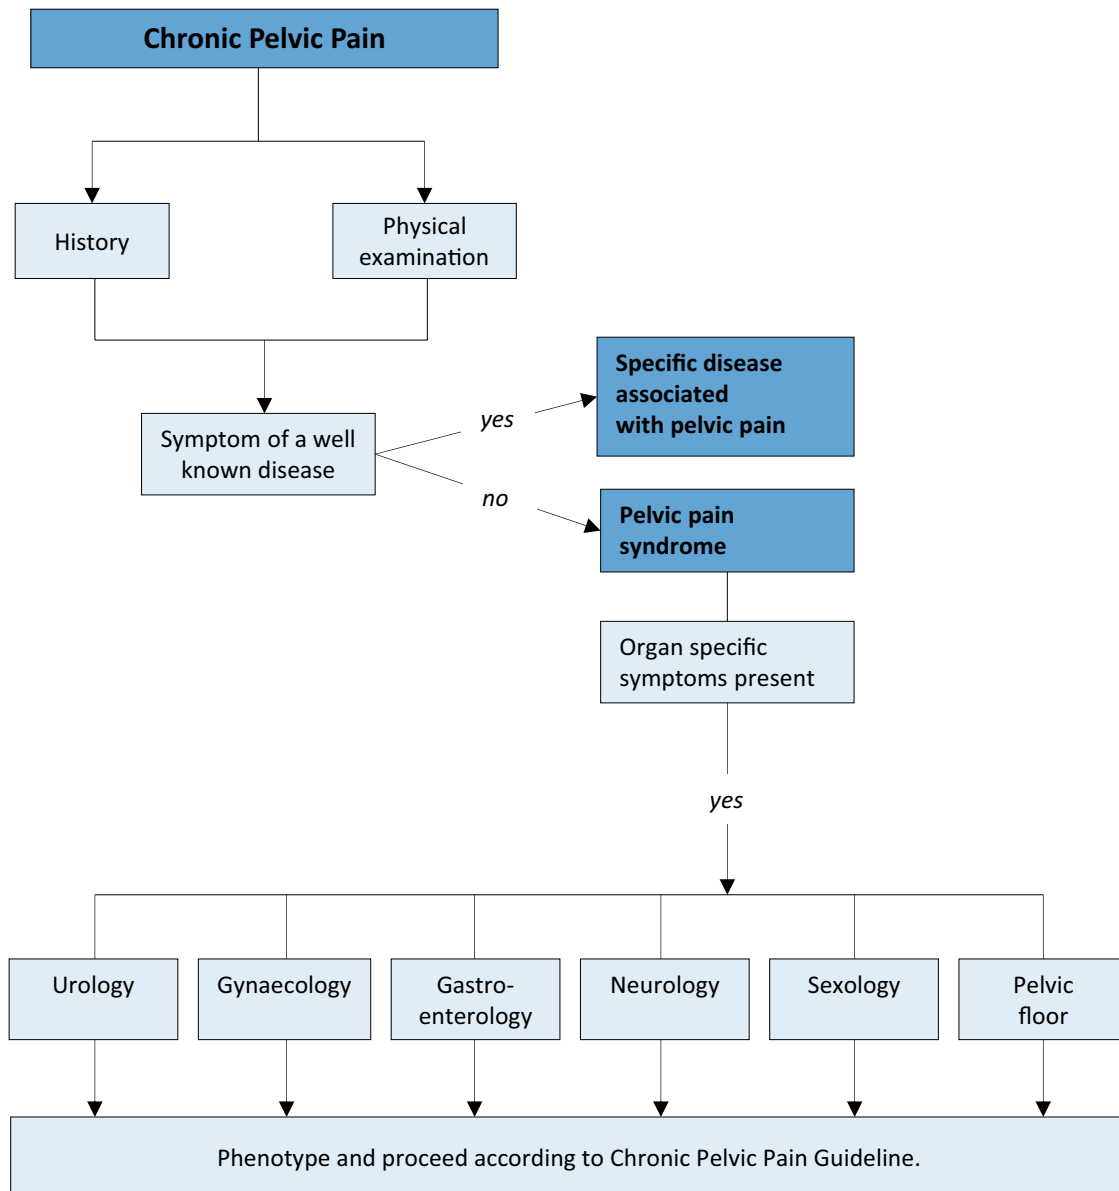 Chronic Pelvic Pain
History
Physical
examination
Symptom of a well
known disease
yes
Specific disease
associated
with pelvic pain
no
Pelvic pain
syndrome
Organ specific
symptoms present
yes
Urology
Gynaecology
Gastro-
enterology
Neurology
Sexology
Pelvic
floor
Phenotype and proceed according to Chronic Pelvic Pain Guideline.